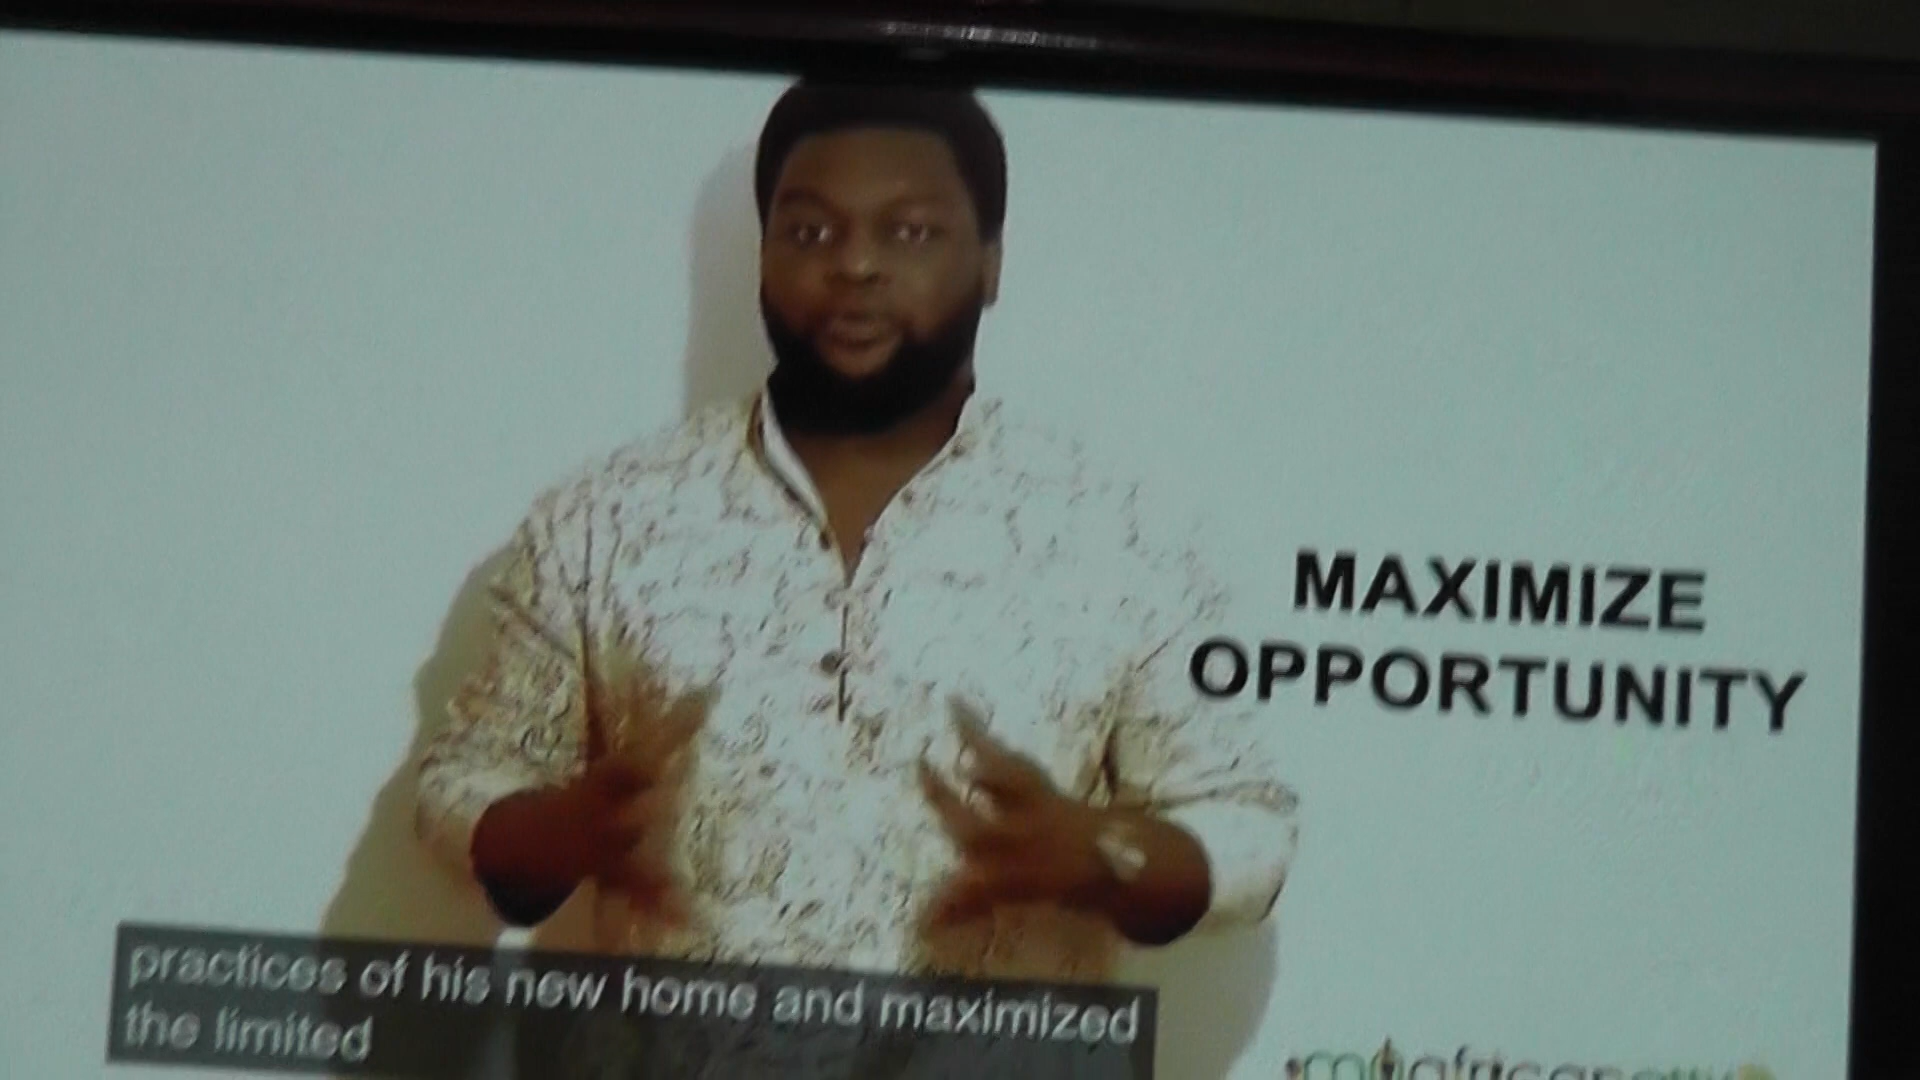 MAXIMIZE
OPPORTUNITY
practices of his new home and maximized
the limited